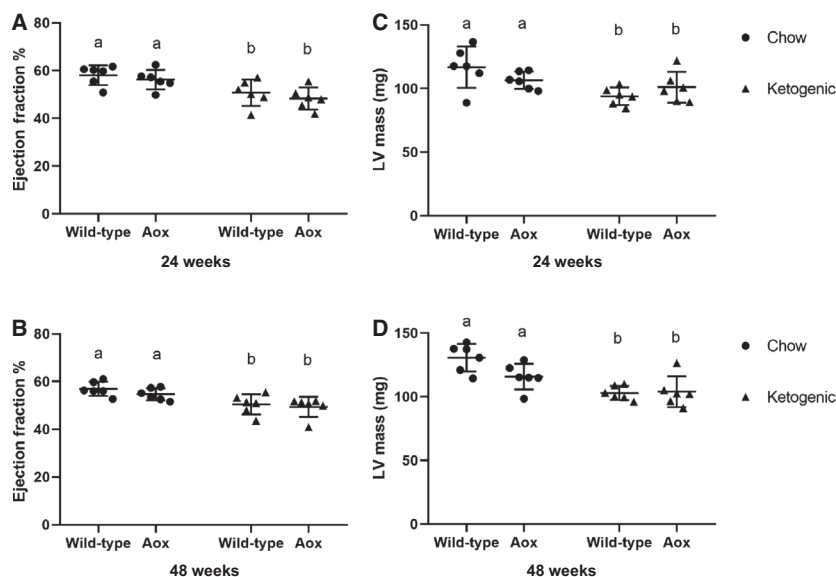 A
Ejection fraction %
80
60
40
20
0
a
a
b
b
Wild-type
Aox
Wild-type
Aox
24 weeks
C
LV mass (mg)
150
100
50
0
a
a
b
b
Wild-type
Aox
Wild-type
Aox
24 weeks
Chow
Ketogenic
B
Ejection fraction %
80
60
40
20
0
a
a
b
b
Wild-type
Aox
Wild-type
Aox
48 weeks
D
LV mass (mg)
150
100
50
0
a
a
b
b
Wild-type
Aox
Wild-type
Aox
48 weeks
Chow
Ketogenic